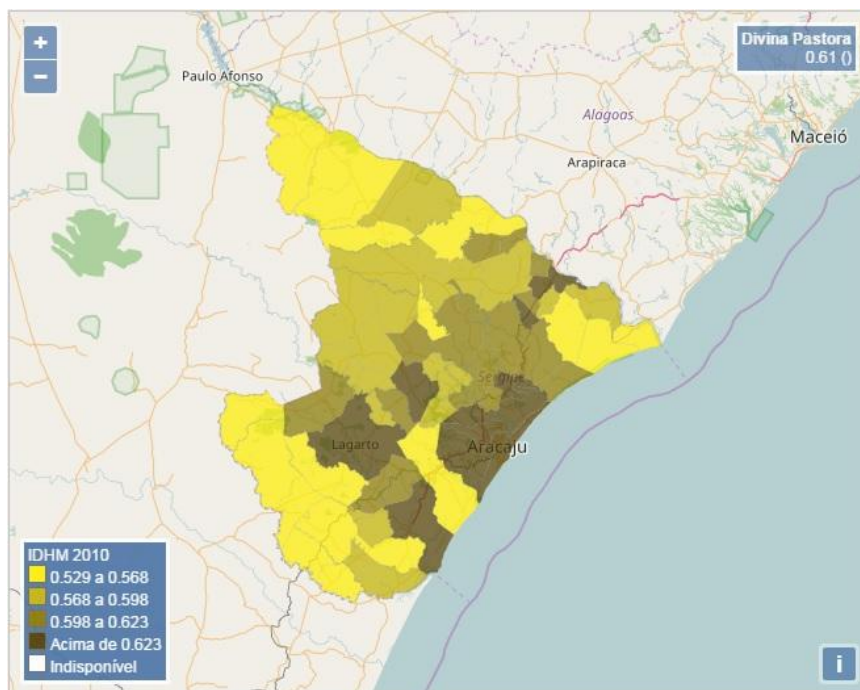 +
−
Divina Pastora
0.61 ()
Paulo Afonso
Alagoas
Maceió
Arapiraca
Sergipe
Lagarto
Aracaju
IDHM 2010
0.529 a 0.568
0.568 a 0.598
0.598 a 0.623
Acima de 0.623
Indisponível
i